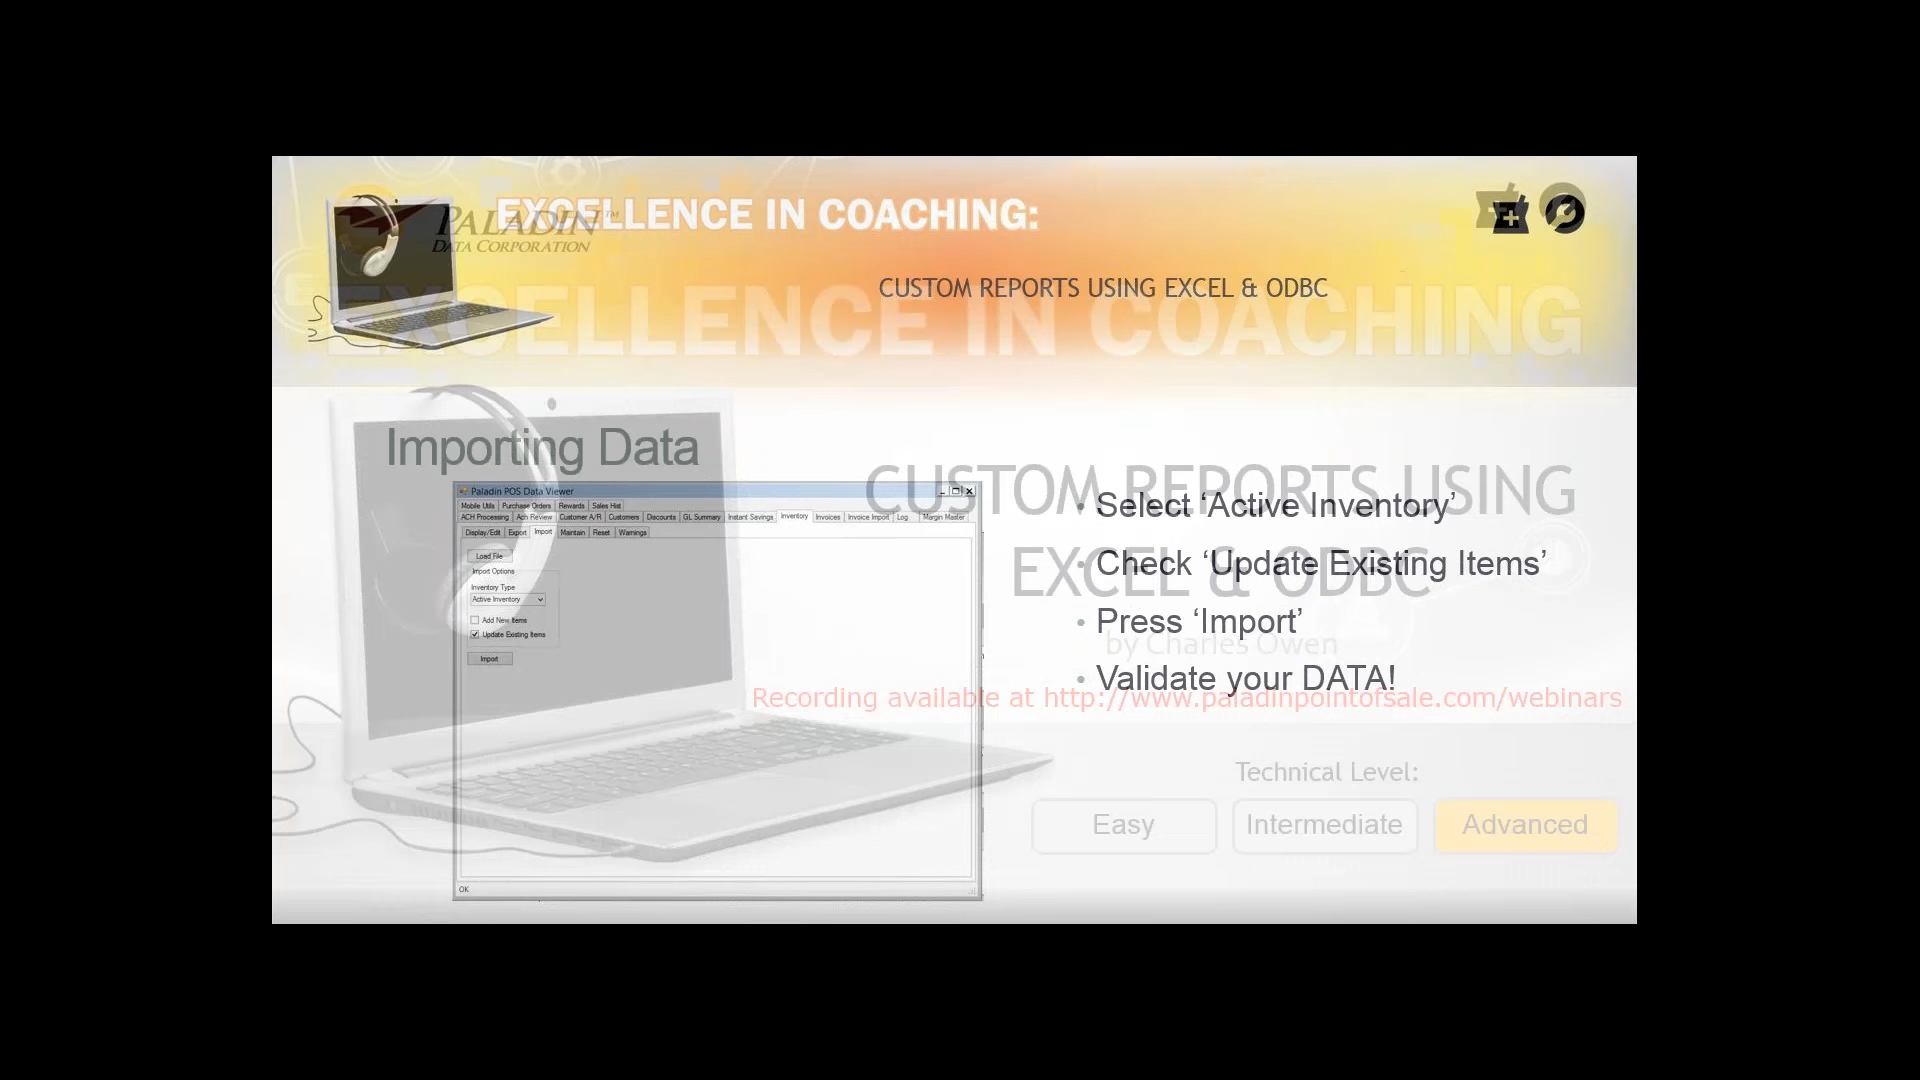 PALADIN™
DATA CORPORATION
EXCELLENCE IN COACHING:
CUSTOM REPORTS USING EXCEL & ODBC
EXCELLENCE IN COACHING
Importing Data
Paladin POS Data Viewer
Mobile Utils Purchase Orders Rewards Sales Hist
ACH Processing Ach Review Customer A/R Customers Discounts GL Summary Instant Savings Inventory Invoices Invoice Import Log Margin Master
Display/Edit Export Import Maintain Reset Warnings
Load File
Import Options
Inventory Type
Active Inventory
Add New Items
Update Existing Items
Import
OK
• Select ‘Active Inventory’
• Check ‘Update Existing Items’
• Press ‘Import’
• Validate your DATA!
CUSTOM REPORTS USING
EXCEL & ODBC
by Charles Owen
Recording available at http://www.paladinpointofsale.com/webinars
Technical Level:
Easy Intermediate Advanced